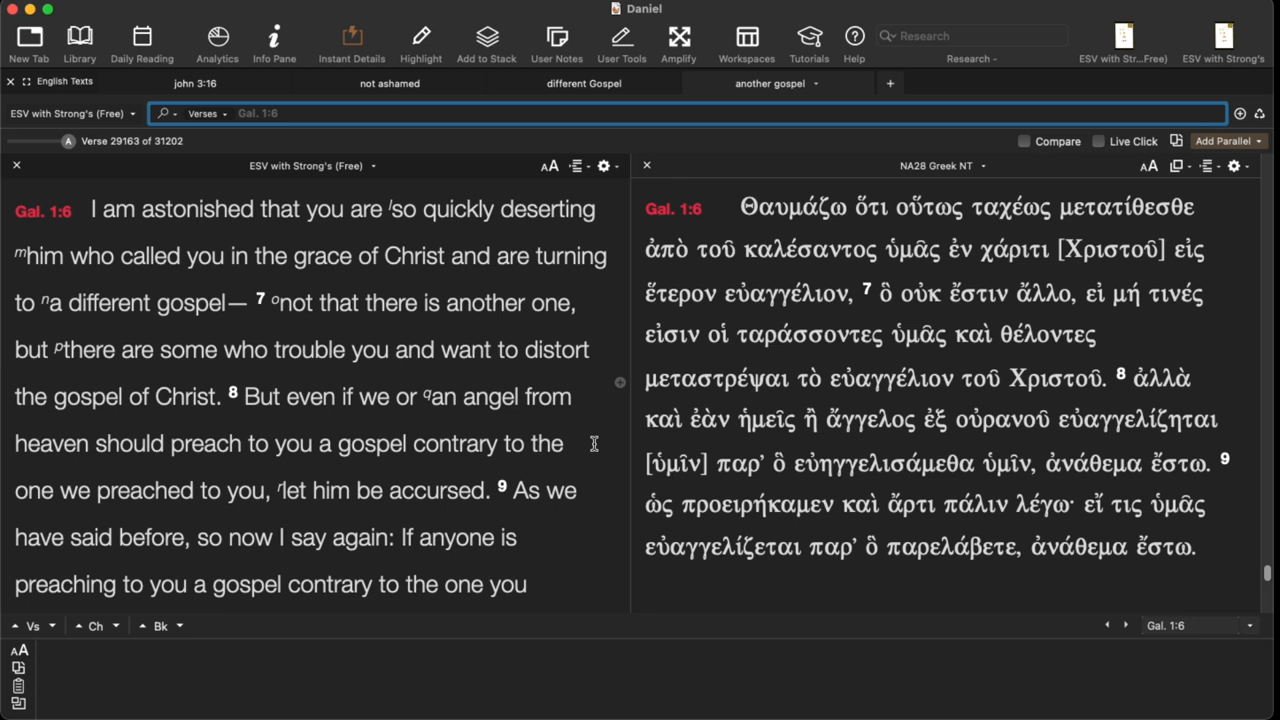 Daniel
New Tab Library Daily Reading Analytics Info Pane Instant Details Highlight Add to Stack User Notes User Tools Amplify Workspaces Tutorials Help Research Research ESV with Str...Free) ESV with Strong's
English Texts john 3:16 not ashamed different Gospel another gospel +
ESV with Strong's (Free) Verses Gal. 1:6
A Verse 29163 of 31202 Compare Live Click Add Parallel
ESV with Strong's (Free) AA
Gal. 1:6 I am astonished that you are lso quickly deserting
mhim who called you in the grace of Christ and are turning
to na different gospel— 7 onot that there is another one,
but pthere are some who trouble you and want to distort
the gospel of Christ. 8 But even if we or qan angel from
heaven should preach to you a gospel contrary to the
one we preached to you, rlet him be accursed. 9 As we
have said before, so now I say again: If anyone is
preaching to you a gospel contrary to the one you
NA28 Greek NT AA
Gal. 1:6 Θαυμάζω ὅτι οὕτως ταχέως μετατίθεσθε
ἀπὸ τοῦ καλέσαντος ὑμᾶς ἐν χάριτι [Χριστοῦ] εἰς
ἕτερον εὐαγγέλιον, 7 ὃ οὐκ ἔστιν ἄλλο, εἰ μή τινές
εἰσιν οἱ ταράσσοντες ὑμᾶς καὶ θέλοντες
μεταστρέψαι τὸ εὐαγγέλιον τοῦ Χριστοῦ. 8 ἀλλὰ
καὶ ἐὰν ἡμεῖς ἢ ἄγγελος ἐξ οὐρανοῦ εὐαγγελίζηται
[ὑμῖν] παρ’ ὃ εὐηγγελισάμεθα ὑμῖν, ἀνάθεμα ἔστω. 9
ὡς προειρήκαμεν καὶ ἄρτι πάλιν λέγω· εἴ τις ὑμᾶς
εὐαγγελίζεται παρ’ ὃ παρελάβετε, ἀνάθεμα ἔστω.
Vs Ch Bk Gal. 1:6
AA